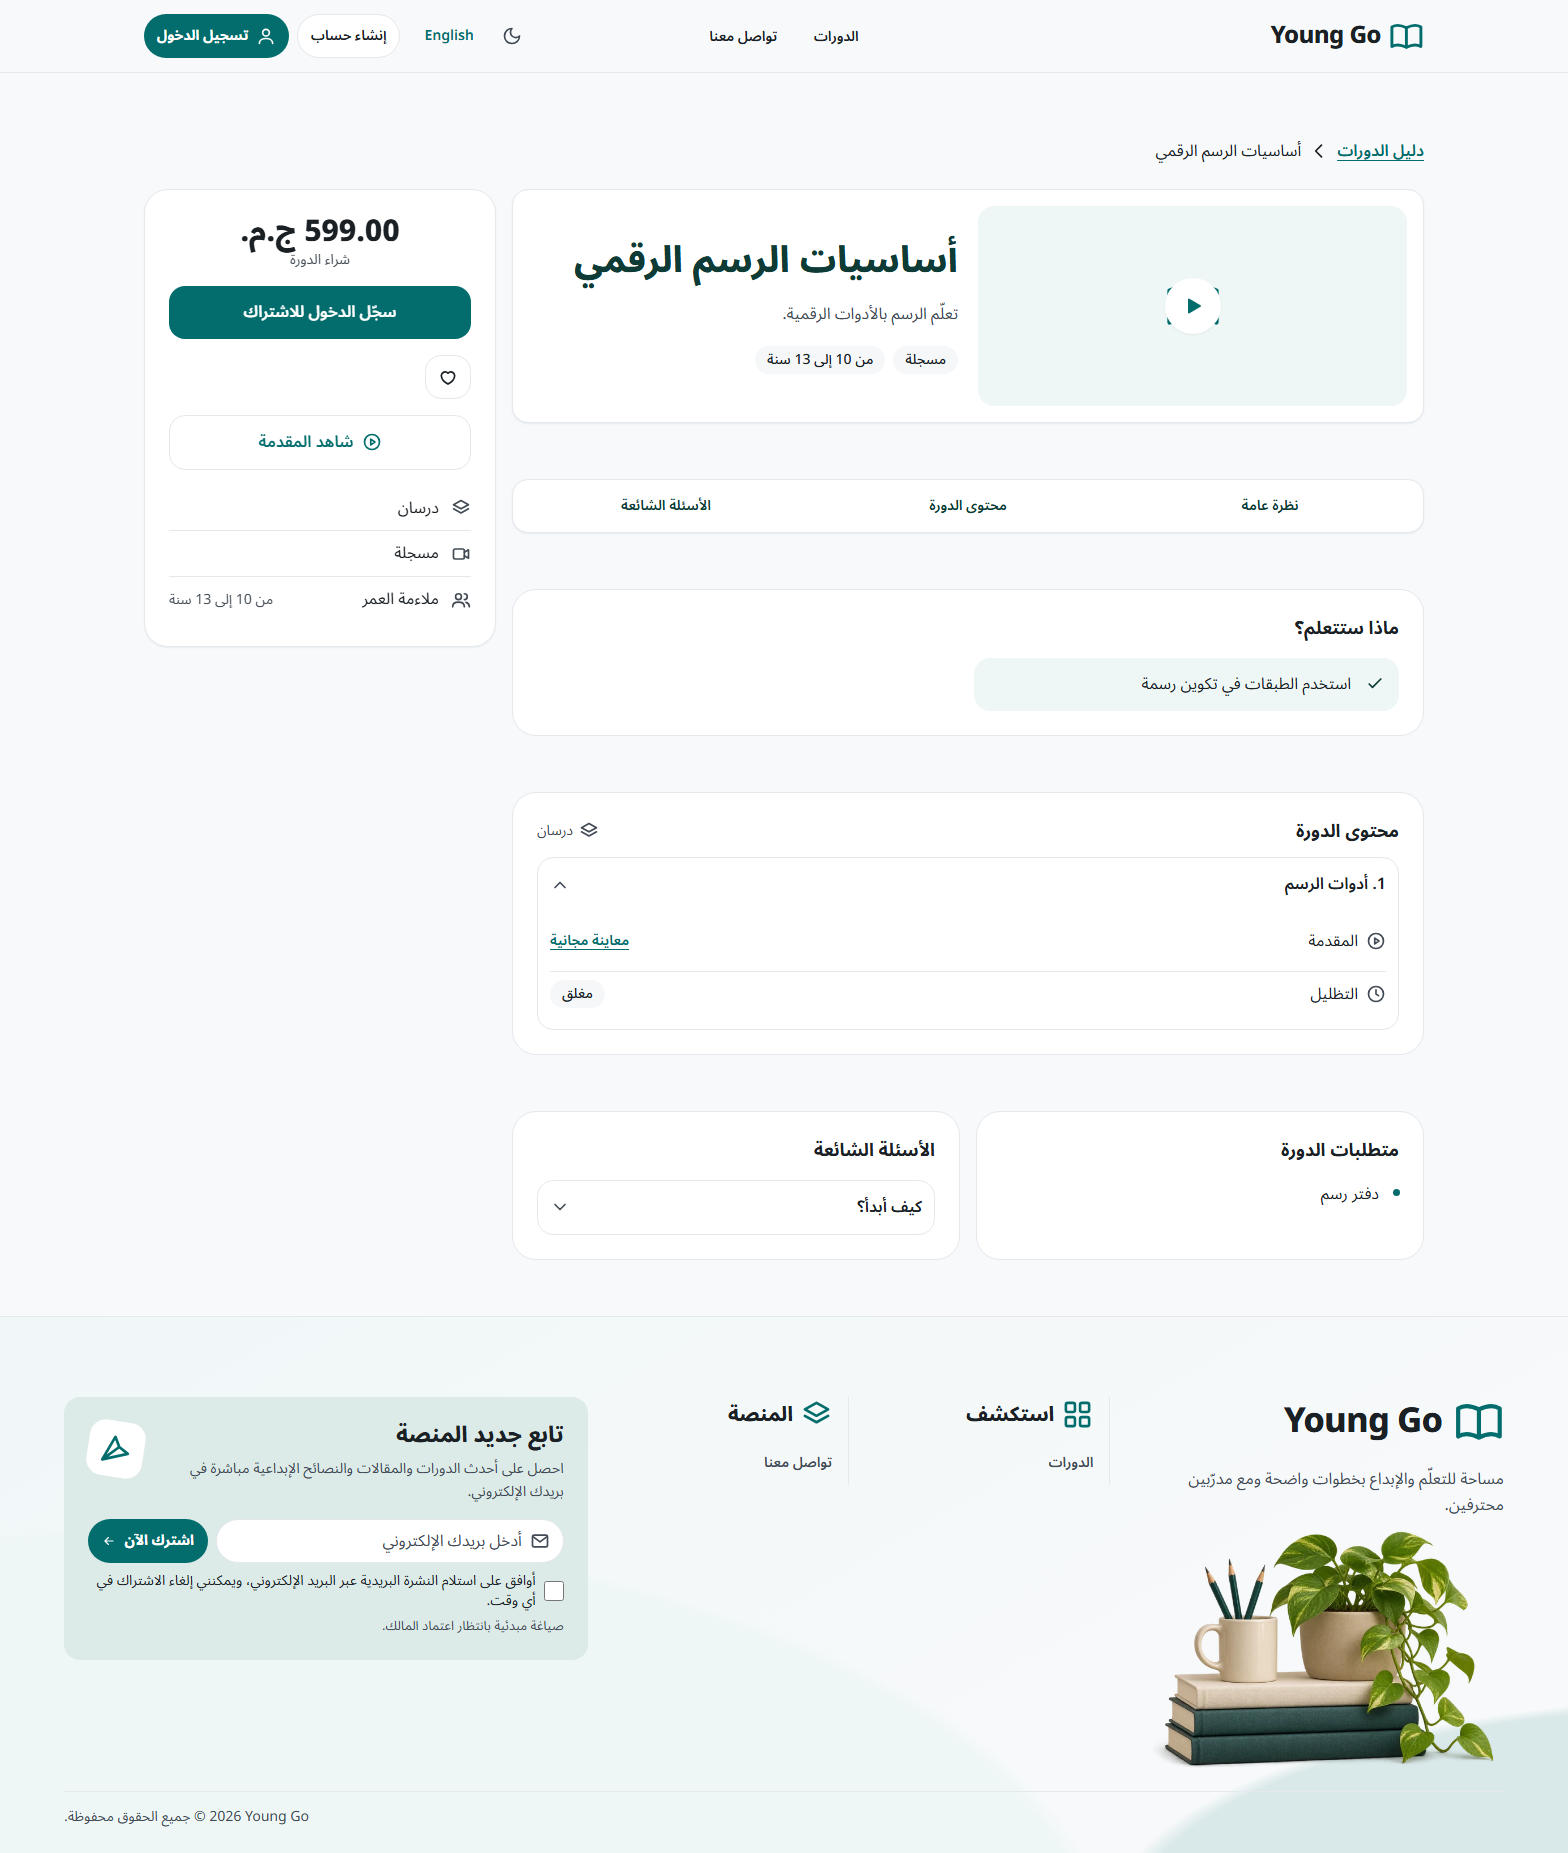 Young Go
الدورات
تواصل معنا
English
إنشاء حساب
تسجيل الدخول
دليل الدورات
أساسيات الرسم الرقمي
أساسيات الرسم الرقمي
تعلّم الرسم بالأدوات الرقمية.
مسجلة
من 10 إلى 13 سنة
599.00 ج.م.
شراء الدورة
سجّل الدخول للاشتراك
شاهد المقدمة
درسان
مسجلة
ملاءمة العمر
من 10 إلى 13 سنة
نظرة عامة
محتوى الدورة
الأسئلة الشائعة
ماذا ستتعلم؟
استخدم الطبقات في تكوين رسمة
محتوى الدورة
درسان
1. أدوات الرسم
المقدمة
معاينة مجانية
التظليل
مغلق
متطلبات الدورة
دفتر رسم
الأسئلة الشائعة
كيف أبدأ؟
Young Go
مساحة للتعلّم والإبداع بخطوات واضحة ومع مدرّبين
محترفين.
استكشف
الدورات
المنصة
تواصل معنا
تابع جديد المنصة
احصل على أحدث الدورات والمقالات والنصائح الإبداعية مباشرة في
بريدك الإلكتروني.
أدخل بريدك الإلكتروني
اشترك الآن
أوافق على استلام النشرة البريدية عبر البريد الإلكتروني، ويمكنني إلغاء الاشتراك في
أي وقت.
صياغة مبدئية بانتظار اعتماد المالك.
Young Go 2026 © جميع الحقوق محفوظة.